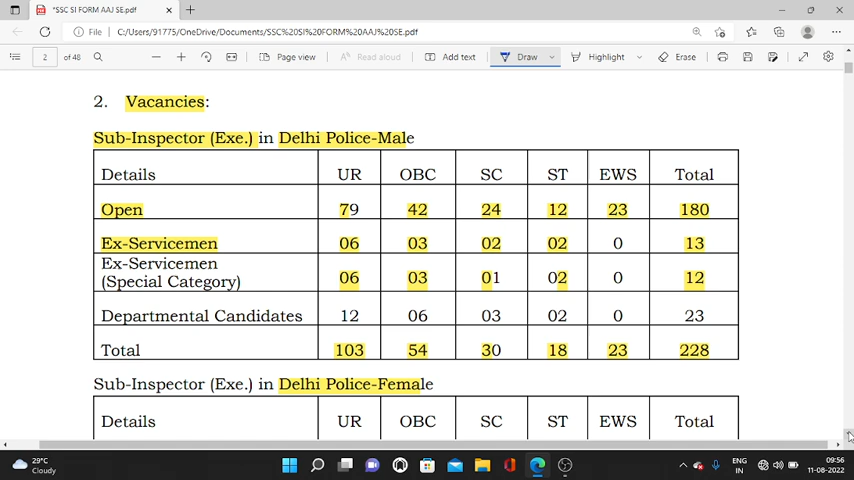 *SSC SI FORM AAJ SE.pdf
File C:/Users/91775/OneDrive/Documents/SSC%20SI%20FORM%20AAJ%20SE.pdf
2 of 48 Page view Read aloud Add text Draw Highlight Erase
2. Vacancies:
Sub-Inspector (Exe.) in Delhi Police-Male
Details UR OBC SC ST EWS Total
Open 79 42 24 12 23 180
Ex-Servicemen 06 03 02 02 0 13
Ex-Servicemen
(Special Category) 06 03 01 02 0 12
Departmental Candidates 12 06 03 02 0 23
Total 103 54 30 18 23 228
Sub-Inspector (Exe.) in Delhi Police-Female
Details UR OBC SC ST EWS Total
29°C
Cloudy
ENG
IN
09:56
11-08-2022